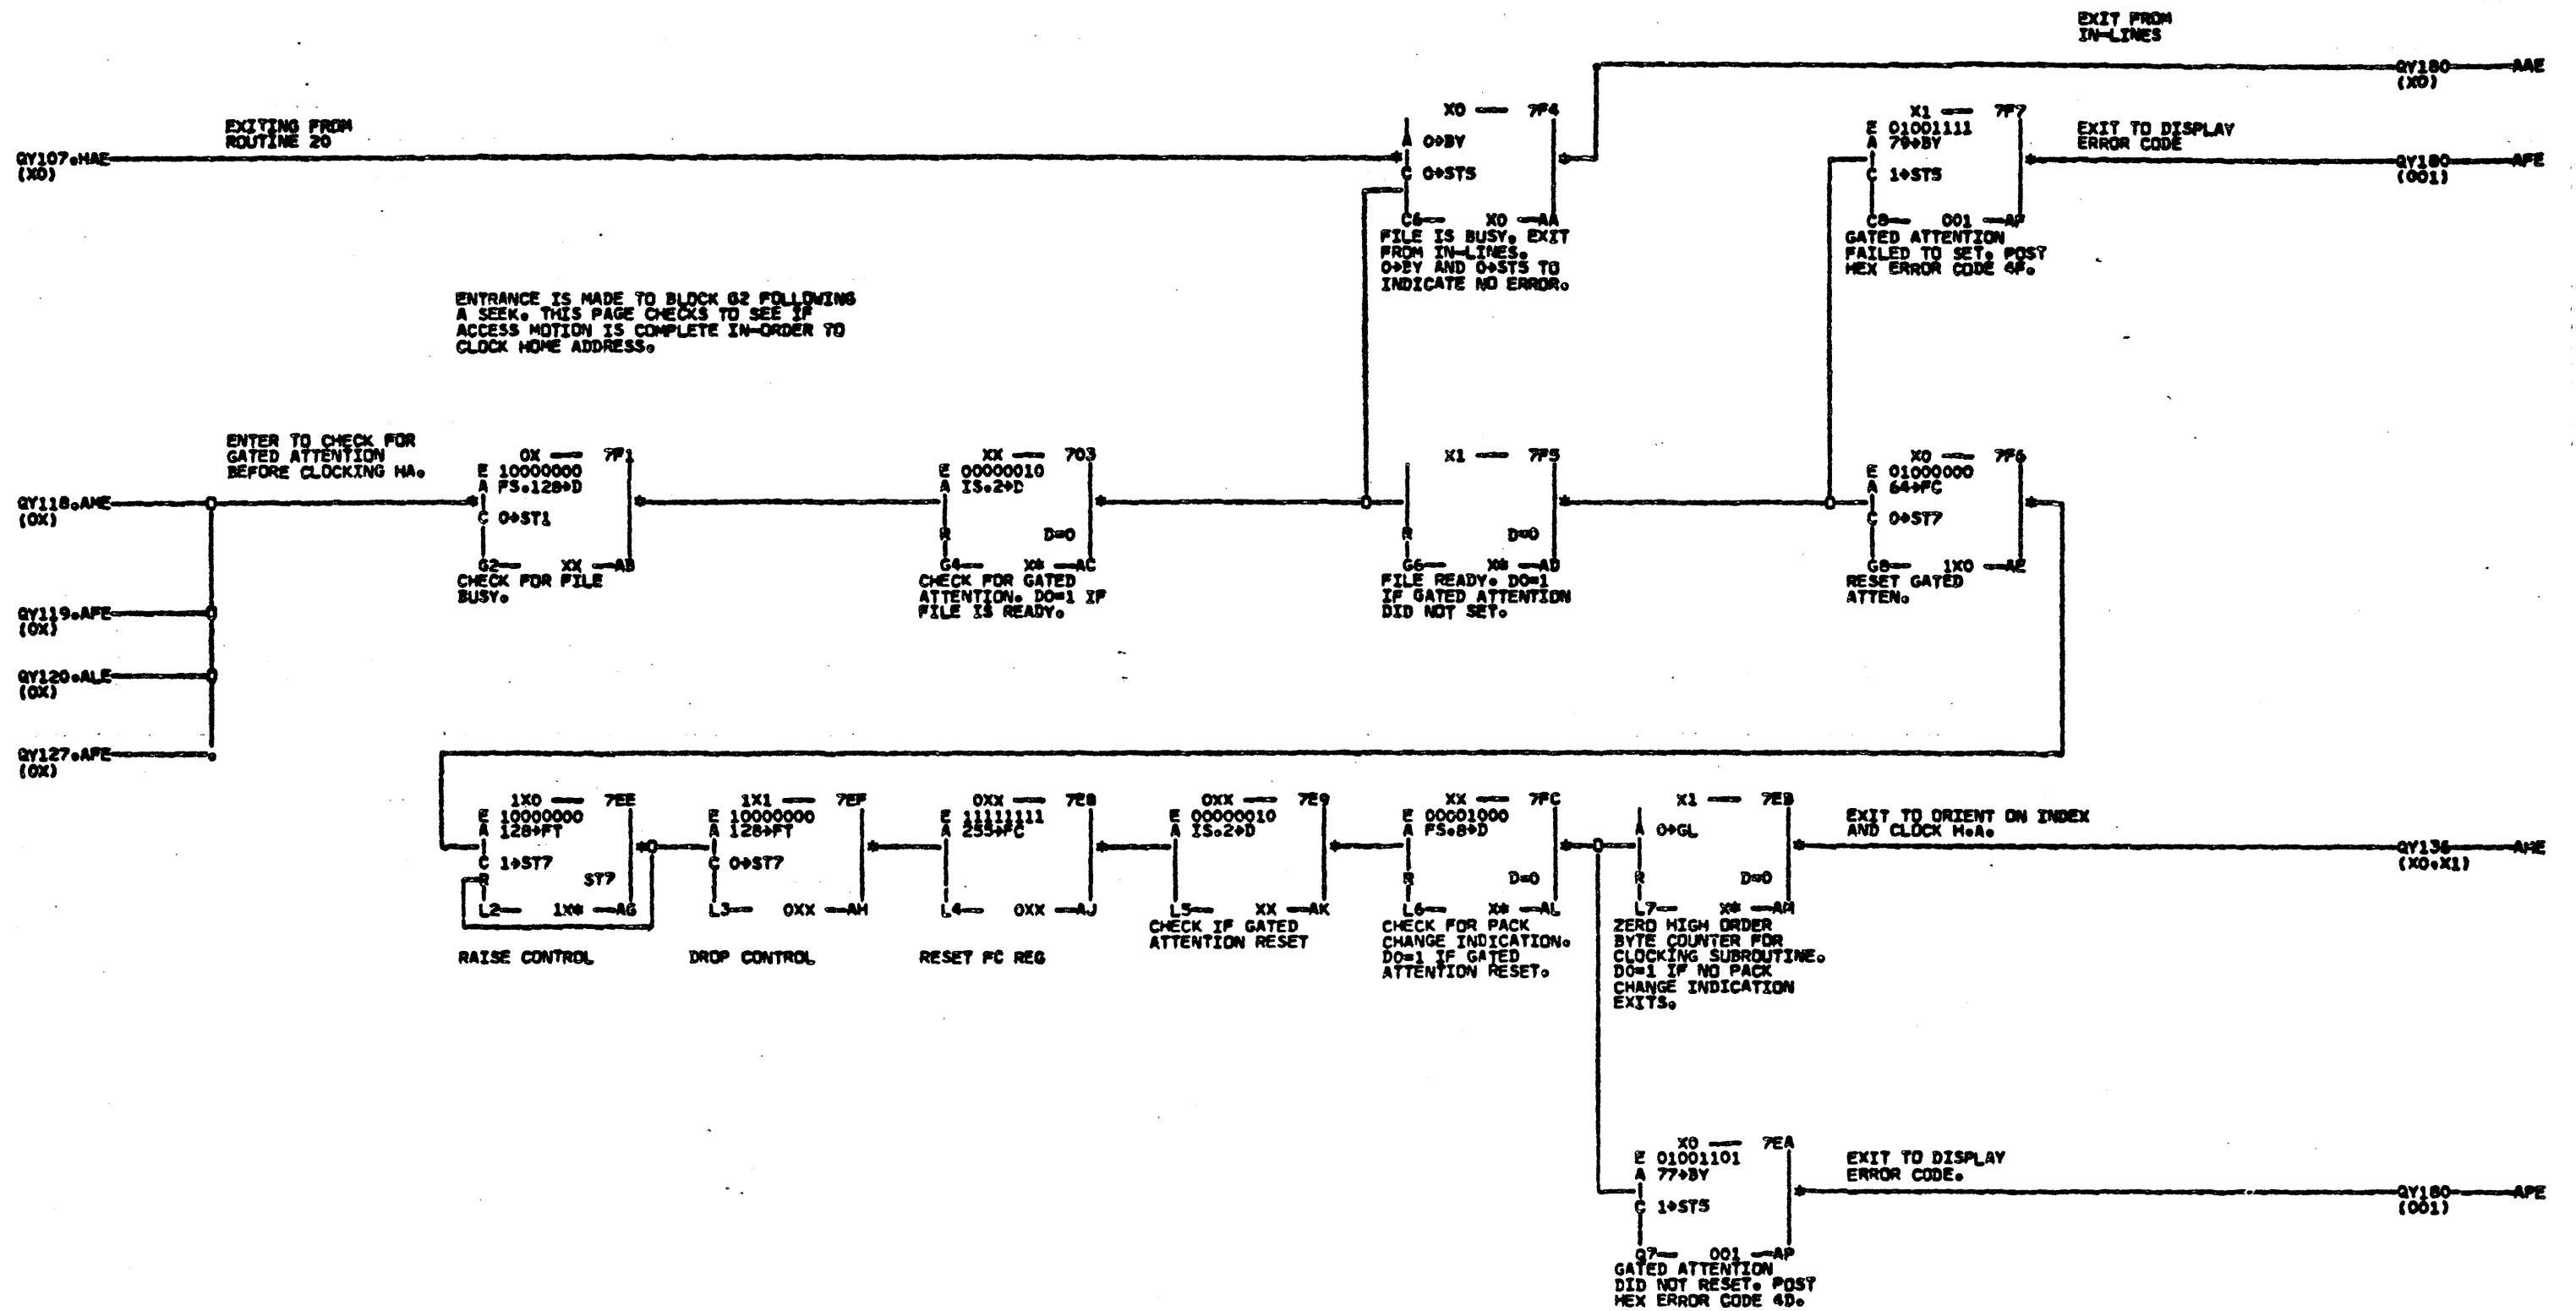 EXIT FROM
IN-LINES
QY180 AAE
(X0)
EXITING FROM
ROUTINE 20
QY107.HAE
(X0)
X0 — 7F4
A 0→BY
C 0→ST5
C6— X0 —AA
FILE IS BUSY. EXIT
FROM IN-LINES.
0→BY AND 0→ST5 TO
INDICATE NO ERROR.
X1 — 7F7
E 01001111
A 79→BY
C 1→ST5
C8— 001 —AF
GATED ATTENTION
FAILED TO SET. POST
HEX ERROR CODE 4F.
EXIT TO DISPLAY
ERROR CODE
QY180 AFE
(001)
ENTRANCE IS MADE TO BLOCK G2 FOLLOWING
A SEEK. THIS PAGE CHECKS TO SEE IF
ACCESS MOTION IS COMPLETE IN-ORDER TO
CLOCK HOME ADDRESS.
ENTER TO CHECK FOR
GATED ATTENTION
BEFORE CLOCKING HA.
QY118.AME
(0X)
QY119.AFE
(0X)
QY120.ALE
(0X)
QY127.AFE
(0X)
0X — 7F1
E 10000000
A FS.128→D
C 0→ST1
G2— XX —AB
CHECK FOR FILE
BUSY.
XX — 703
E 00000010
A IS.2→D
R D=0
G4— X* —AC
CHECK FOR GATED
ATTENTION. D0=1 IF
FILE IS READY.
X1 — 7F5
R D=0
G6— X* —AD
FILE READY. D0=1
IF GATED ATTENTION
DID NOT SET.
X0 — 7F6
E 01000000
A 64→FC
C 0→ST7
G8— 1X0 —AE
RESET GATED
ATTEN.
1X0 — 7EE
E 10000000
A 128→FT
C 1→ST7
R ST7
L2— 1X* —AG
RAISE CONTROL
1X1 — 7EF
E 10000000
A 128→FT
C 0→ST7
L3— 0XX —AH
DROP CONTROL
0XX — 7E8
E 11111111
A 255→FC
L4— 0XX —AJ
RESET FC REG
0XX — 7E9
E 00000010
A IS.2→D
L5— XX —AK
CHECK IF GATED
ATTENTION RESET
XX — 7FC
E 00001000
A FS.8→D
R D=0
L6— X* —AL
CHECK FOR PACK
CHANGE INDICATION.
D0=1 IF GATED
ATTENTION RESET.
X1 — 7EB
A 0→GL
R D=0
L7— X* —AM
ZERO HIGH ORDER
BYTE COUNTER FOR
CLOCKING SUBROUTINE.
D0=1 IF NO PACK
CHANGE INDICATION
EXITS.
EXIT TO ORIENT ON INDEX
AND CLOCK H.A.
QY136 AME
(X0,X1)
X0 — 7EA
E 01001101
A 77→BY
C 1→ST5
Q7— 001 —AP
GATED ATTENTION
DID NOT RESET. POST
HEX ERROR CODE 4D.
EXIT TO DISPLAY
ERROR CODE.
QY180 APE
(001)